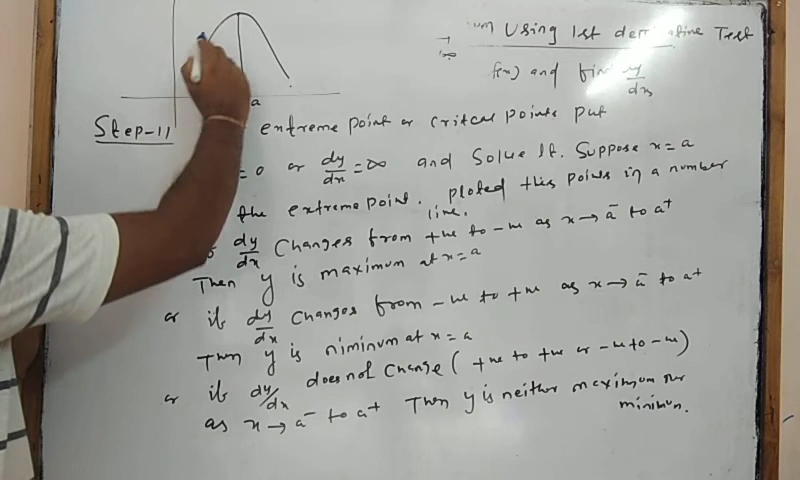 Using 1st derivative Test
f(x) and find dy/dx
a
Step-11 extreme point or critcal points put
= 0 or dy/dx = ∞ and Solve It. Suppose x = a
the extreme point. ploted this points in a number
line.
dy/dx Changes from +ve to -ve as x → a⁻ to a⁺
Then y is maximum at x = a
or if dy/dx changes from -ve to +ve as x → a⁻ to a⁺
Then y is niminum at x = a
or if dy/dx does not change ( +ve to +ve or -ve to -ve)
as x → a⁻ to a⁺ Then y is neither maximum nor
minimum.